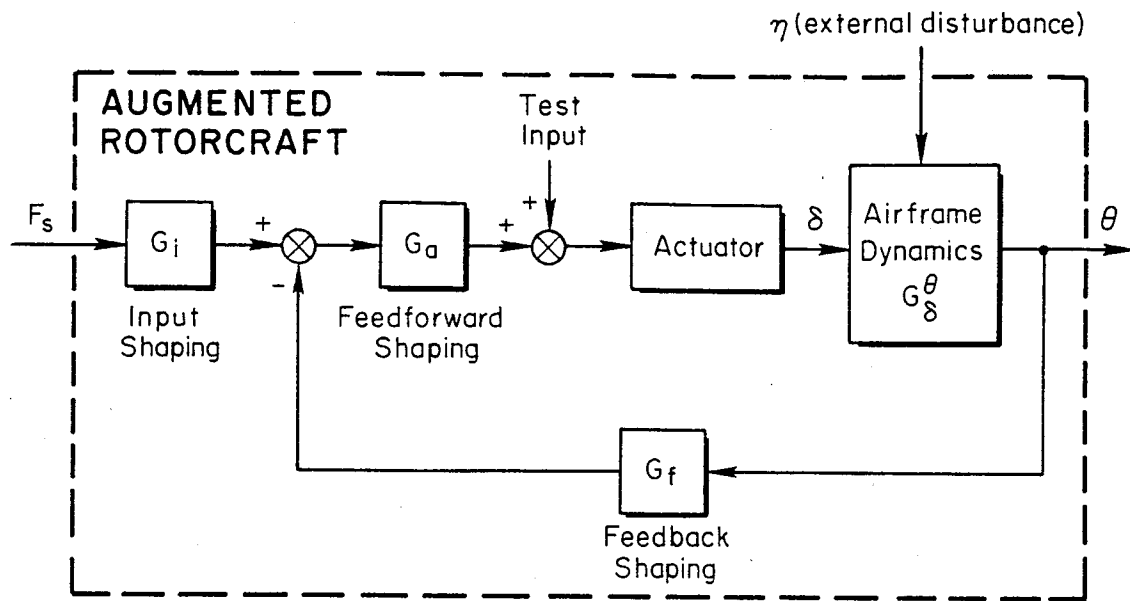 η (external disturbance)
AUGMENTED
ROTORCRAFT
Test
Input
F_s
G_i
+
-
G_a
+
+
Actuator
δ
Airframe
Dynamics
G_δ^θ
θ
Input
Shaping
Feedforward
Shaping
G_f
Feedback
Shaping